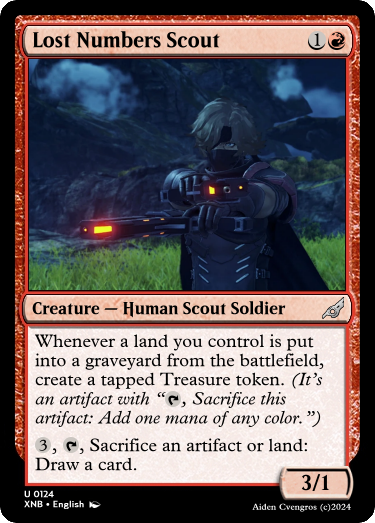 Lost Numbers Scout 1
Creature — Human Scout Soldier
Whenever a land you control is put
into a graveyard from the battlefield,
create a tapped Treasure token. (It's
an artifact with “, Sacrifice this
artifact: Add one mana of any color.”)
3, , Sacrifice an artifact or land:
Draw a card.
3/1
U 0124
XNB • English
Aiden Cvengros (c)2024